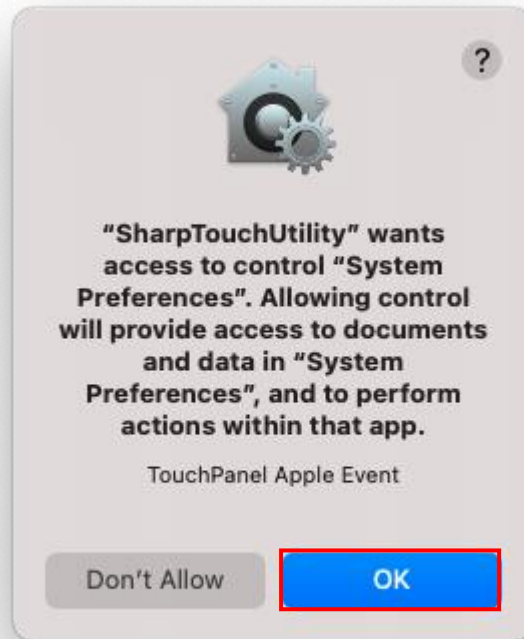 ?
“SharpTouchUtility” wants
access to control “System
Preferences”. Allowing control
will provide access to documents
and data in “System
Preferences”, and to perform
actions within that app.
TouchPanel Apple Event
Don’t Allow
OK